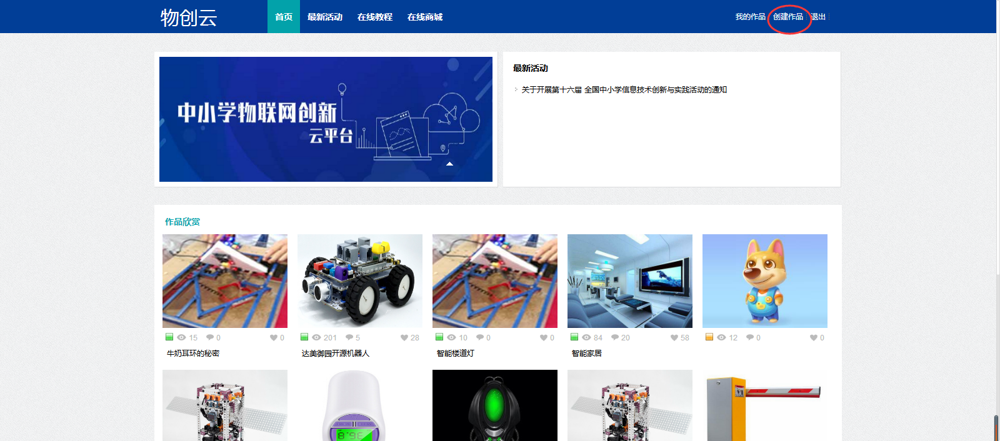 物创云
首页 最新活动 在线教程 在线商城
我的作品 创建作品 退出
中小学物联网创新
云平台
最新活动
关于开展第十六届 全国中小学信息技术创新与实践活动的通知
作品欣赏
15 0 0
201 5 28
10 0 0
84 20 58
12 0 0
牛奶耳环的秘密
达美御园开源机器人
智能楼道灯
智能家居